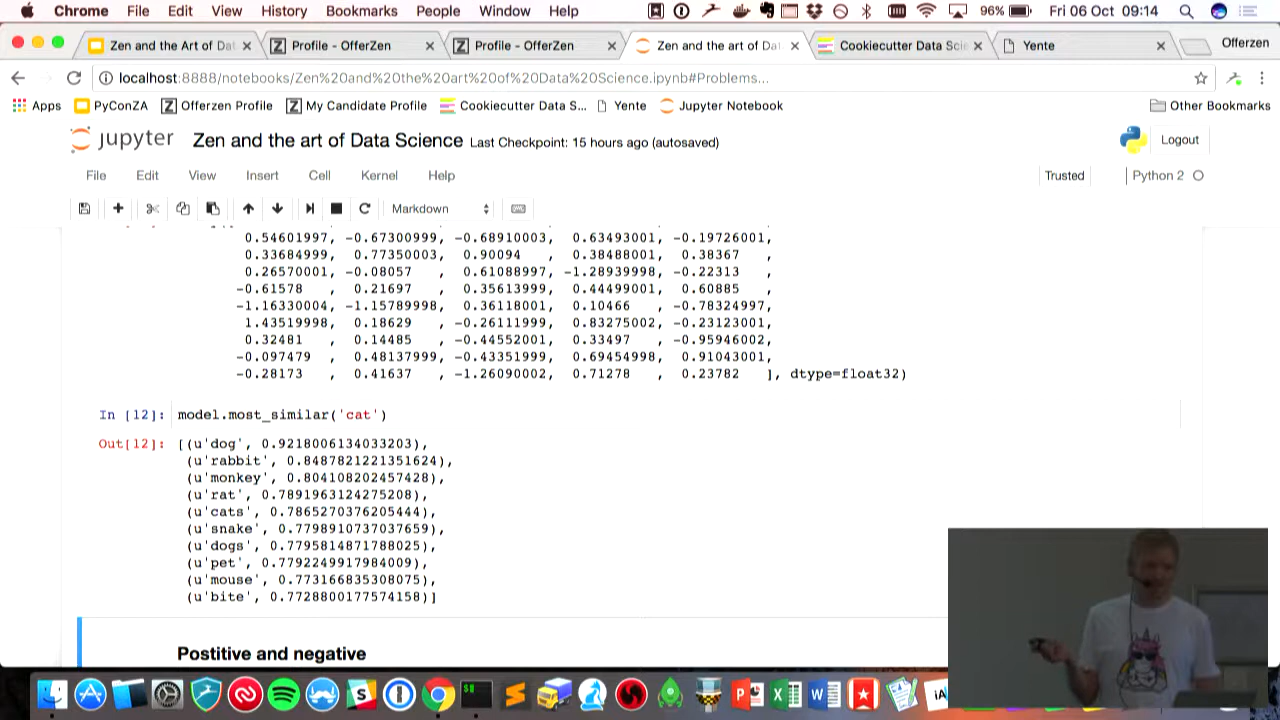 Chrome File Edit View History Bookmarks People Window Help 96% Fri 06 Oct 09:14
Zen and the Art of Dat Profile - OfferZen Profile - OfferZen Zen and the art of Dat Cookiecutter Data Scie Yente Offerzen
localhost:8888/notebooks/Zen%20and%20the%20art%20of%20Data%20Science.ipynb#Problems...
Apps PyConZA Offerzen Profile My Candidate Profile Cookiecutter Data S... Yente Jupyter Notebook Other Bookmarks
jupyter Zen and the art of Data Science Last Checkpoint: 15 hours ago (autosaved) Logout
File Edit View Insert Cell Kernel Help Trusted Python 2
Markdown
0.54601997, -0.67300999, -0.68910003, 0.63493001, -0.19726001,
0.33684999, 0.77350003, 0.90094 , 0.38488001, 0.38367 ,
0.26570001, -0.08057 , 0.61088997, -1.28939998, -0.22313 ,
-0.61578 , 0.21697 , 0.35613999, 0.44499001, 0.60885 ,
-1.16330004, -1.15789998, 0.36118001, 0.10466 , -0.78324997,
1.43519998, 0.18629 , -0.26111999, 0.83275002, -0.23123001,
0.32481 , 0.14485 , -0.44552001, 0.33497 , -0.95946002,
-0.097479 , 0.48137999, -0.43351999, 0.69454998, 0.91043001,
-0.28173 , 0.41637 , -1.26090002, 0.71278 , 0.23782 ], dtype=float32)
In [12]: model.most_similar('cat')
Out[12]: [(u'dog', 0.9218006134033203),
(u'rabbit', 0.8487821221351624),
(u'monkey', 0.804108202457428),
(u'rat', 0.7891963124275208),
(u'cats', 0.7865270376205444),
(u'snake', 0.7798910737037659),
(u'dogs', 0.7795814871788025),
(u'pet', 0.7792249917984009),
(u'mouse', 0.773166835308075),
(u'bite', 0.7728800177574158)]
Postitive and negative